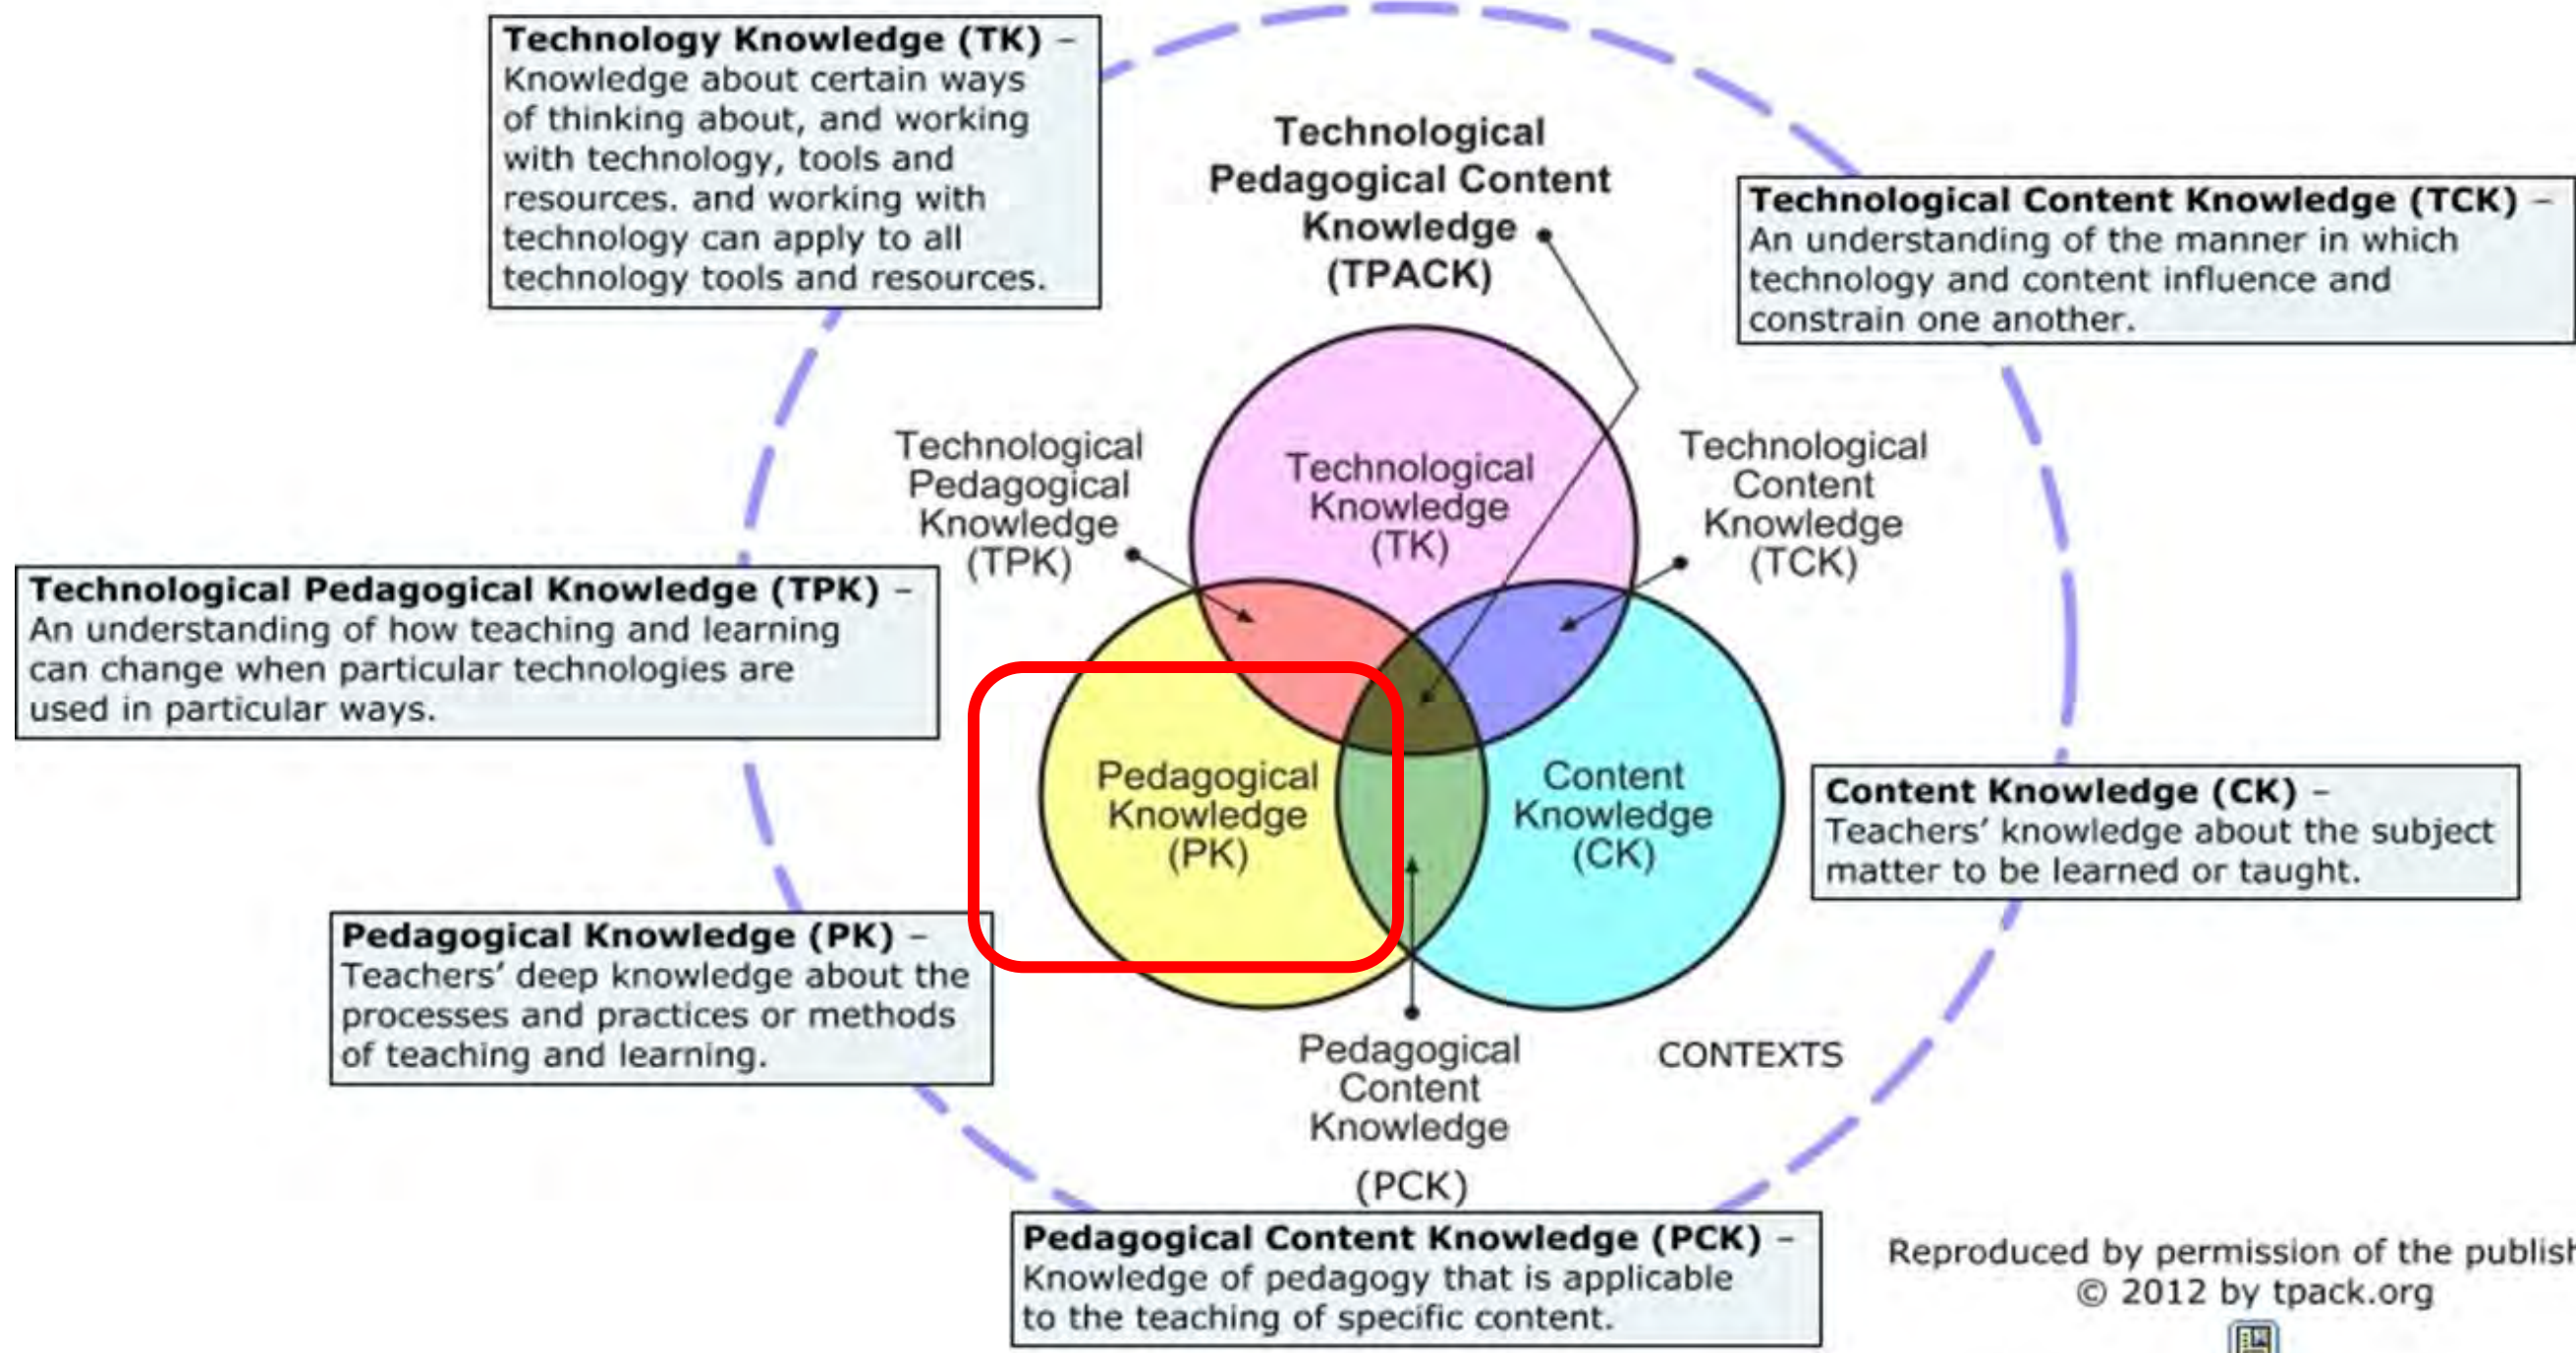 Technology Knowledge (TK) –
Knowledge about certain ways
of thinking about, and working
with technology, tools and
resources. and working with
technology can apply to all
technology tools and resources.
Technological
Pedagogical Content
Knowledge
(TPACK)
Technological Content Knowledge (TCK) –
An understanding of the manner in which
technology and content influence and
constrain one another.
Technological
Pedagogical
Knowledge
(TPK)
Technological
Knowledge
(TK)
Technological
Content
Knowledge
(TCK)
Technological Pedagogical Knowledge (TPK) –
An understanding of how teaching and learning
can change when particular technologies are
used in particular ways.
Pedagogical
Knowledge
(PK)
Content
Knowledge
(CK)
Content Knowledge (CK) –
Teachers’ knowledge about the subject
matter to be learned or taught.
Pedagogical Knowledge (PK) –
Teachers’ deep knowledge about the
processes and practices or methods
of teaching and learning.
Pedagogical
Content
Knowledge
(PCK)
CONTEXTS
Pedagogical Content Knowledge (PCK) –
Knowledge of pedagogy that is applicable
to the teaching of specific content.
Reproduced by permission of the publish
© 2012 by tpack.org